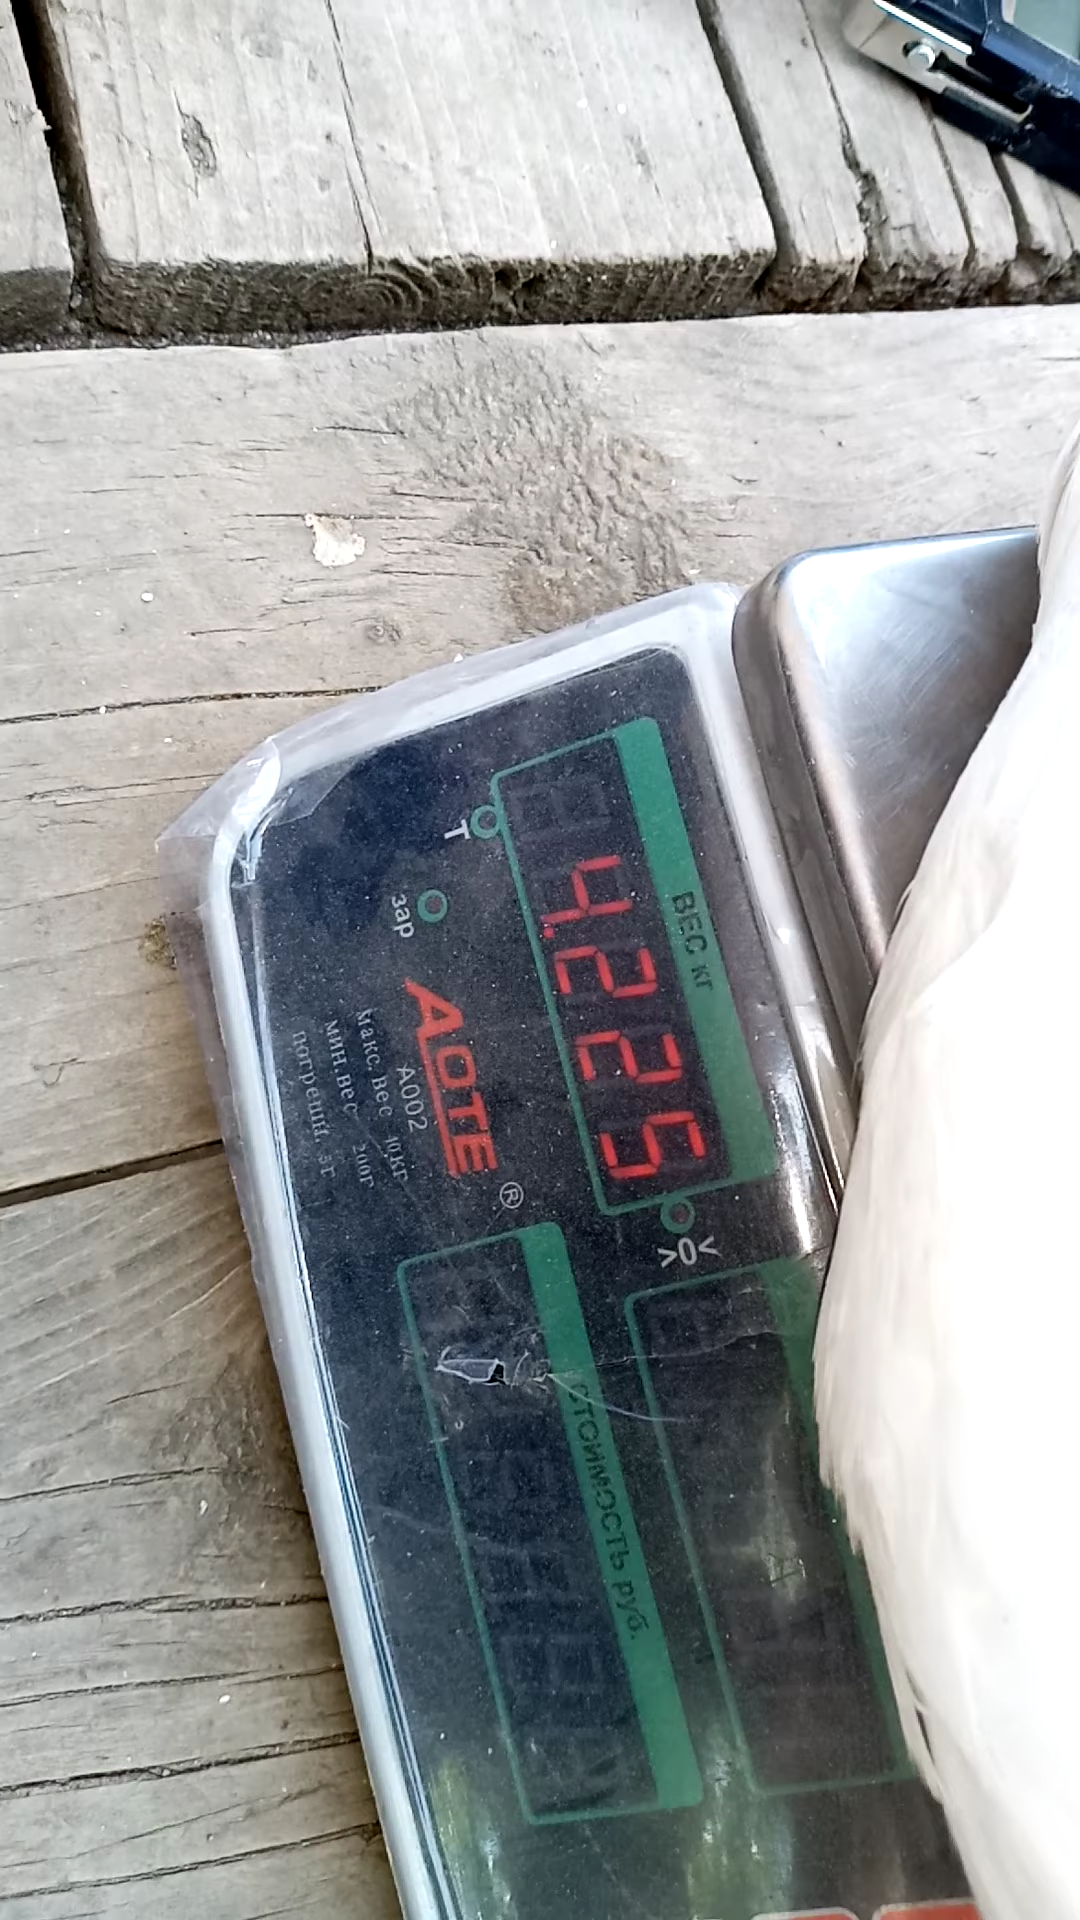 ВЕС кг
4.225
Т
>0<
зар
AOTE®
A002
макс. вес 10кг
мин. вес 200г
погрешн. 5г
СТОИМОСТЬ руб.